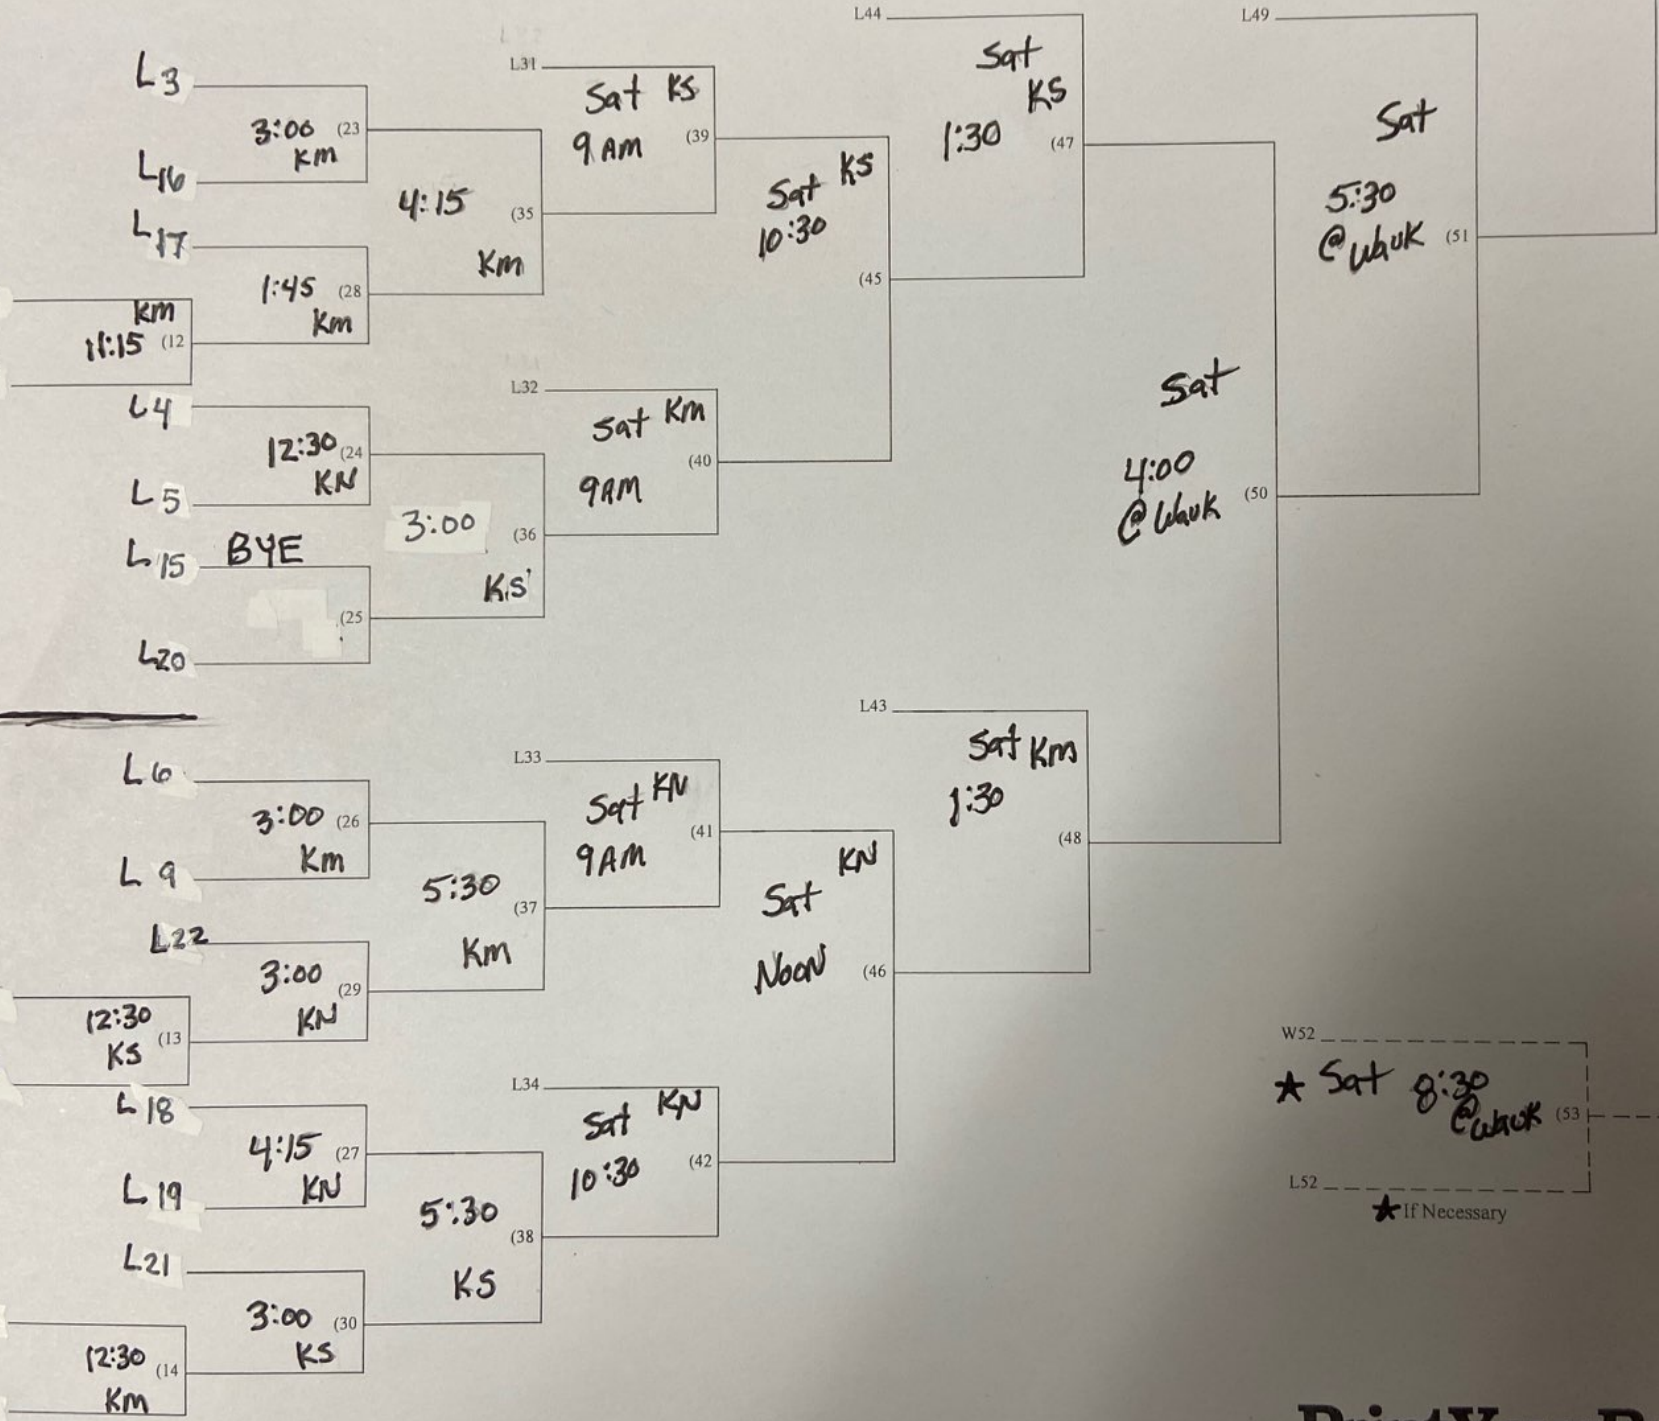 L44
L49
L31
Sat
KS
1:30
(47
L3
Sat KS
9 AM
(39
Sat
5:30
@ Wauk
(51
3:00
(23
Km
L16
4:15
(35
Km
Sat KS
10:30
(45
L17
1:45
(28
Km
Km
11:15
(12
L4
L32
Sat Km
9AM
(40
Sat
4:00
@ Wauk
(50
12:30
(24
KN
L5
3:00
(36
KS
L15
BYE
(25
L20
L43
Sat Km
1:30
(48
L6
L33
Sat KN
9AM
(41
3:00
(26
Km
L9
5:30
(37
Km
KN
Sat
Noon
(46
L22
3:00
(29
KN
12:30
(13
KS
W52
★ Sat 8:30
@ Wauk
(53
L52
★ If Necessary
L18
L34
Sat KN
10:30
(42
4:15
(27
KN
L19
5:30
(38
KS
L21
3:00
(30
KS
12:30
(14
Km